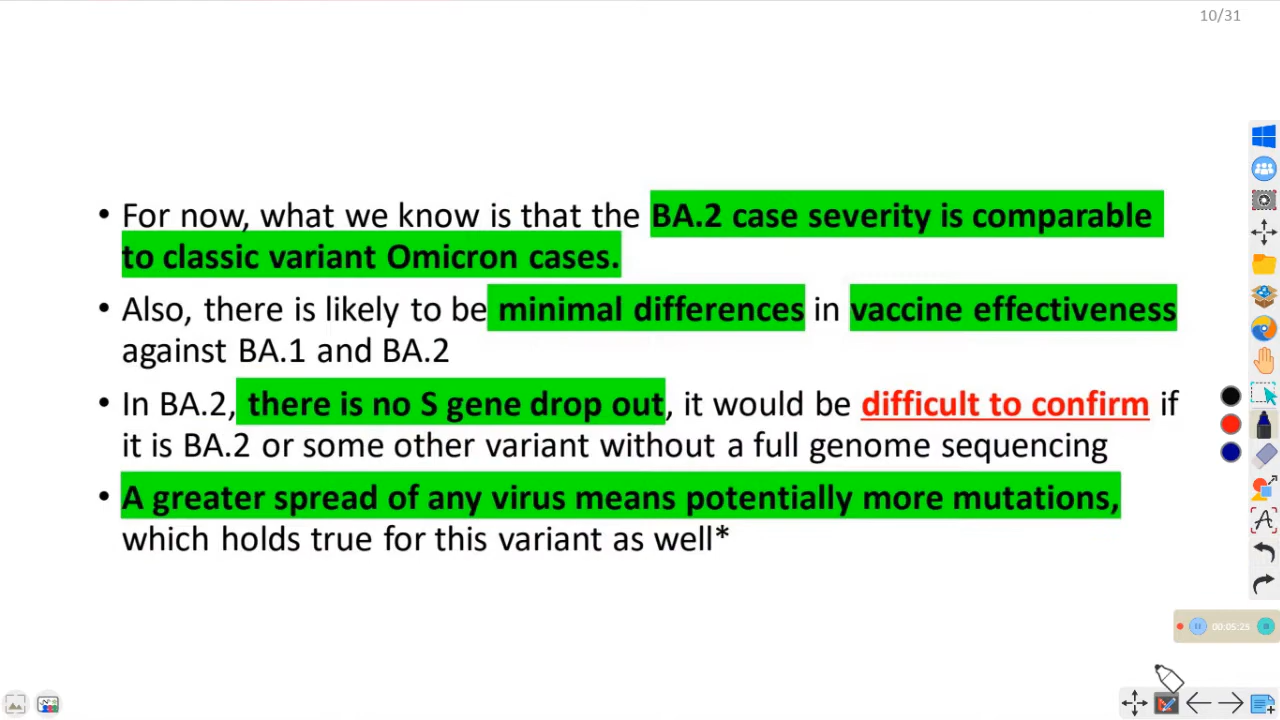 10/31
• For now, what we know is that the BA.2 case severity is comparable
to classic variant Omicron cases.
• Also, there is likely to be minimal differences in vaccine effectiveness
against BA.1 and BA.2
• In BA.2, there is no S gene drop out, it would be difficult to confirm if
it is BA.2 or some other variant without a full genome sequencing
• A greater spread of any virus means potentially more mutations,
which holds true for this variant as well*
00:05:25